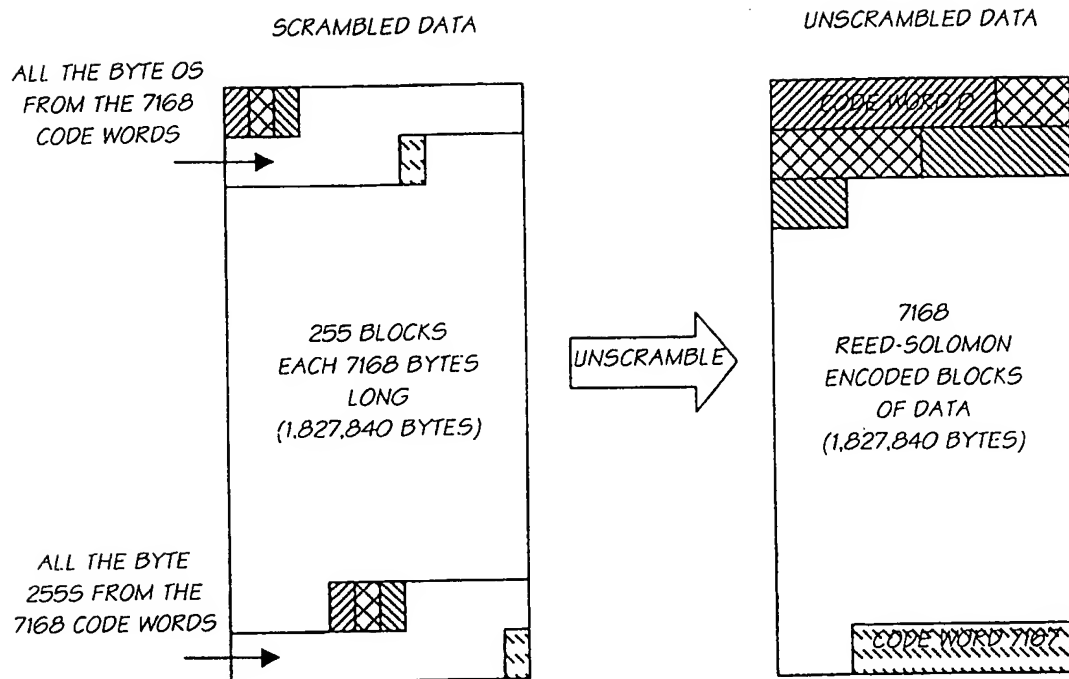 SCRAMBLED DATA
UNSCRAMBLED DATA
ALL THE BYTE OS
FROM THE 7168
CODE WORDS
CODE WORD 0
255 BLOCKS
EACH 7168 BYTES
LONG
(1,827,840 BYTES)
UNSCRAMBLE
7168
REED-SOLOMON
ENCODED BLOCKS
OF DATA
(1,827,840 BYTES)
ALL THE BYTE
255S FROM THE
7168 CODE WORDS
CODE WORD 7167